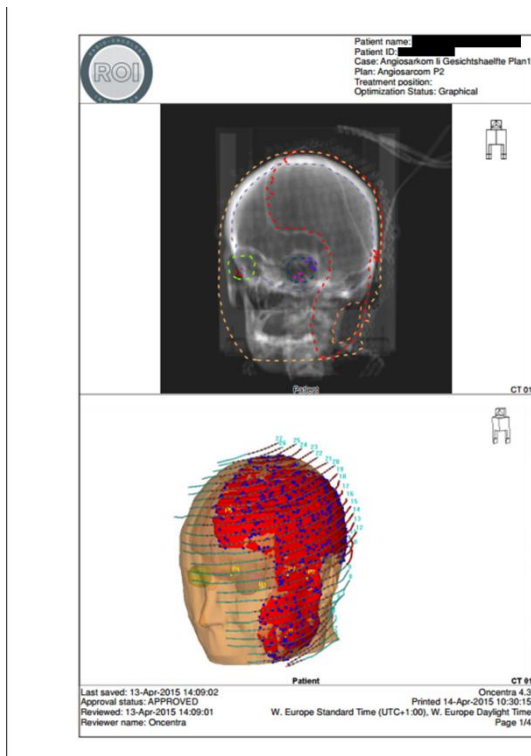 ROI
Patient name:
Patient ID:
Case: Angiosarkom li Gesichtshaelfte Plan1
Plan: Angiosarcom P2
Treatment position:
Optimization Status: Graphical
Patient
CT 01
Patient
CT 01
Last saved: 13-Apr-2015 14:09:02
Oncentra 4.3
Approval status: APPROVED
Printed 14-Apr-2015 10:30:15
Reviewed: 13-Apr-2015 14:09:01
W. Europe Standard Time (UTC+1:00), W. Europe Daylight Time
Reviewer name: Oncentra
Page 1/4